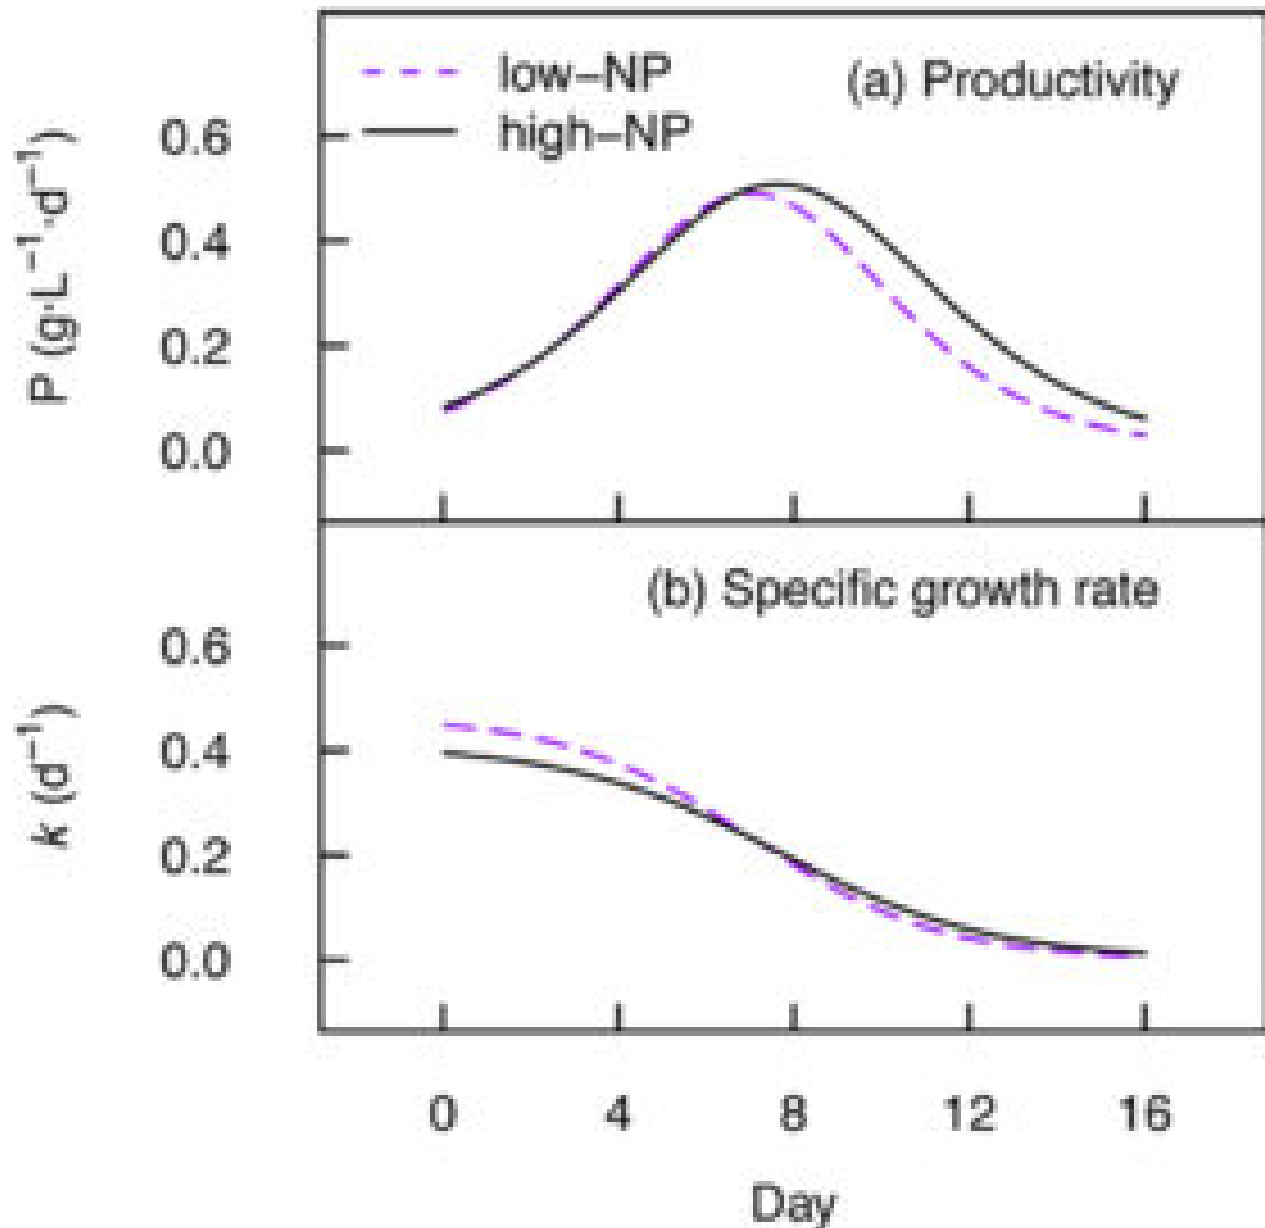 low–NP
high–NP
(a) Productivity
P (g·L⁻¹·d⁻¹)
0.6
0.4
0.2
0.0
(b) Specific growth rate
k (d⁻¹)
0.6
0.4
0.2
0.0
0 4 8 12 16
Day